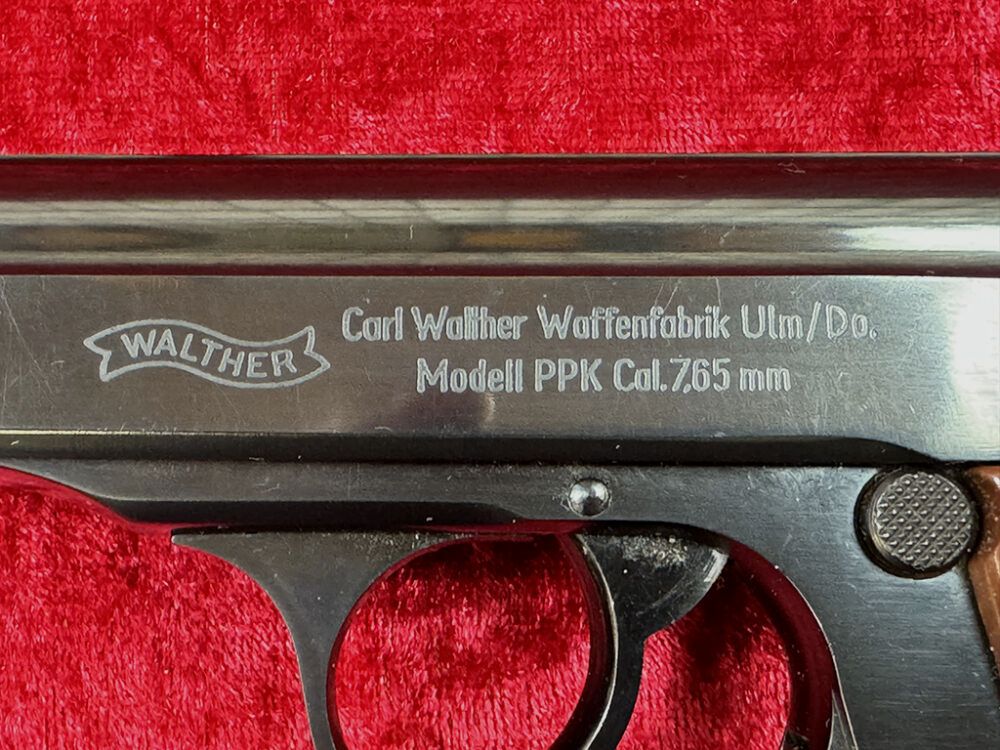 WALTHER
Carl Walther Waffenfabrik Ulm/Do.
Modell PPK Cal. 7,65 mm